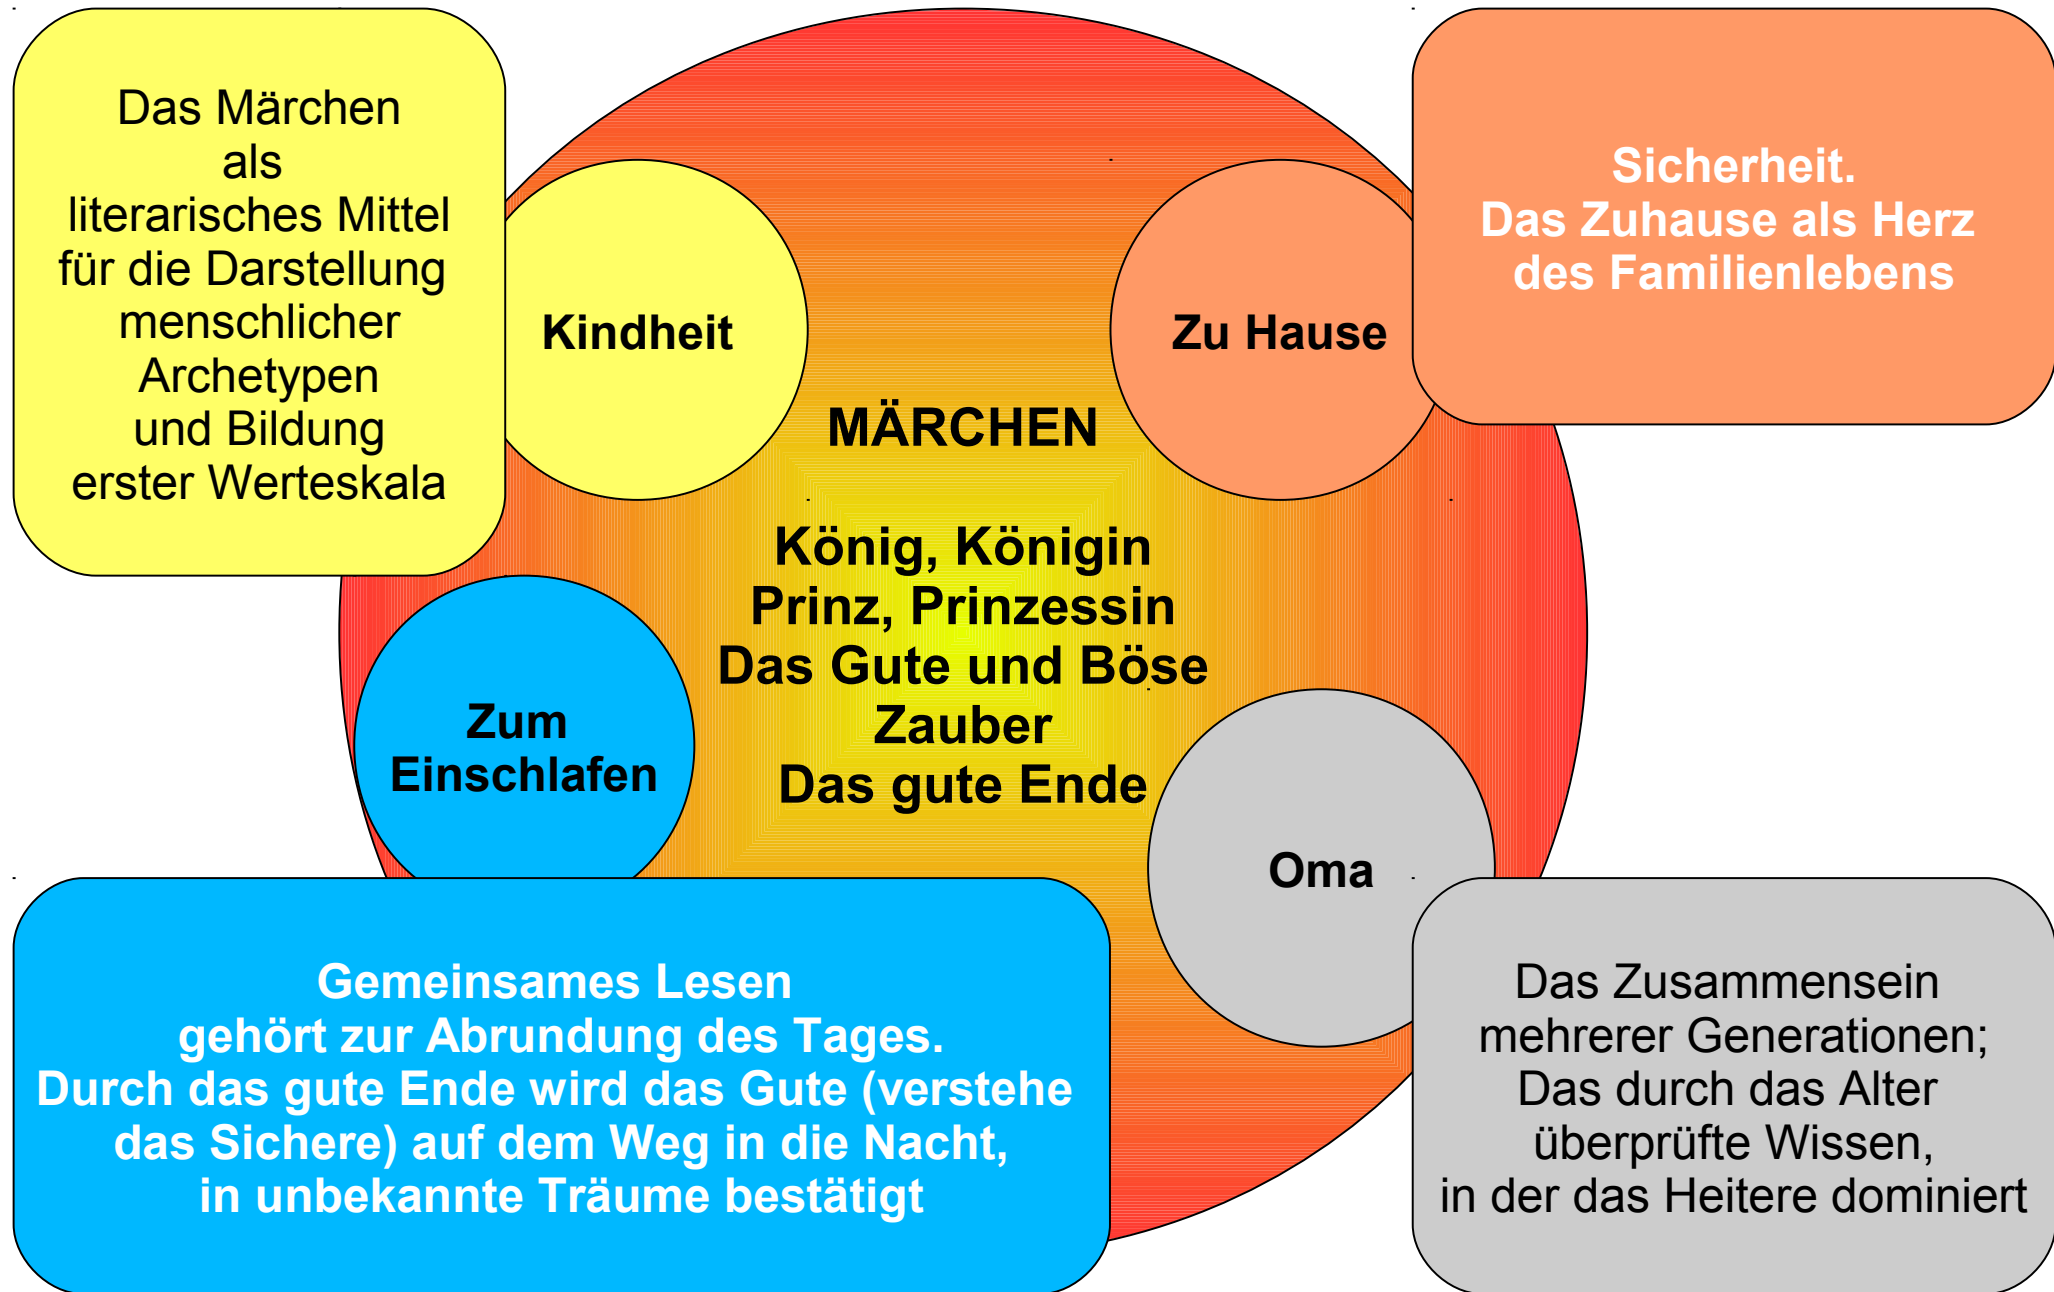 Das Märchen
als
literarisches Mittel
für die Darstellung
menschlicher
Archetypen
und Bildung
erster Werteskala
Kindheit
Zu Hause
Sicherheit.
Das Zuhause als Herz
des Familienlebens
MÄRCHEN
König, Königin
Prinz, Prinzessin
Das Gute und Böse
Zauber
Das gute Ende
Zum
Einschlafen
Oma
Gemeinsames Lesen
gehört zur Abrundung des Tages.
Durch das gute Ende wird das Gute (verstehe
das Sichere) auf dem Weg in die Nacht,
in unbekannte Träume bestätigt
Das Zusammensein
mehrerer Generationen;
Das durch das Alter
überprüfte Wissen,
in der das Heitere dominiert